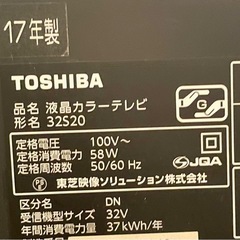 17年製
TOSHIBA
品名 液晶カラーテレビ
形名 32S20
定格電圧 100V~
定格消費電力 58W
定格周波数 50/60 Hz
JQA
東芝映像ソリューション株式会社
区分名 DN
受信機型サイズ 32V
年間消費電力量 37kWh/年